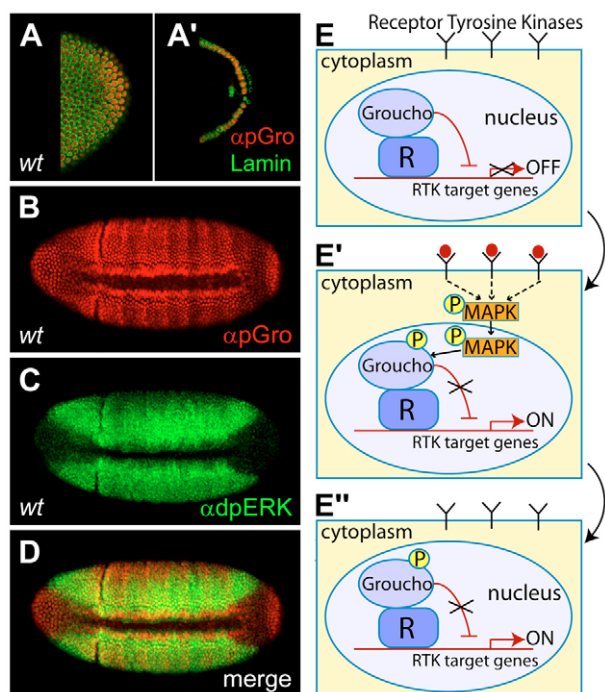 A
A'
wt
αpGro
Lamin
B
wt
αpGro
C
wt
αdpERK
D
merge
E
Receptor Tyrosine Kinases
cytoplasm
Groucho
nucleus
R
OFF
RTK target genes
E'
cytoplasm
P
MAPK
P
P
MAPK
Groucho
R
ON
RTK target genes
E"
cytoplasm
P
Groucho
nucleus
R
ON
RTK target genes